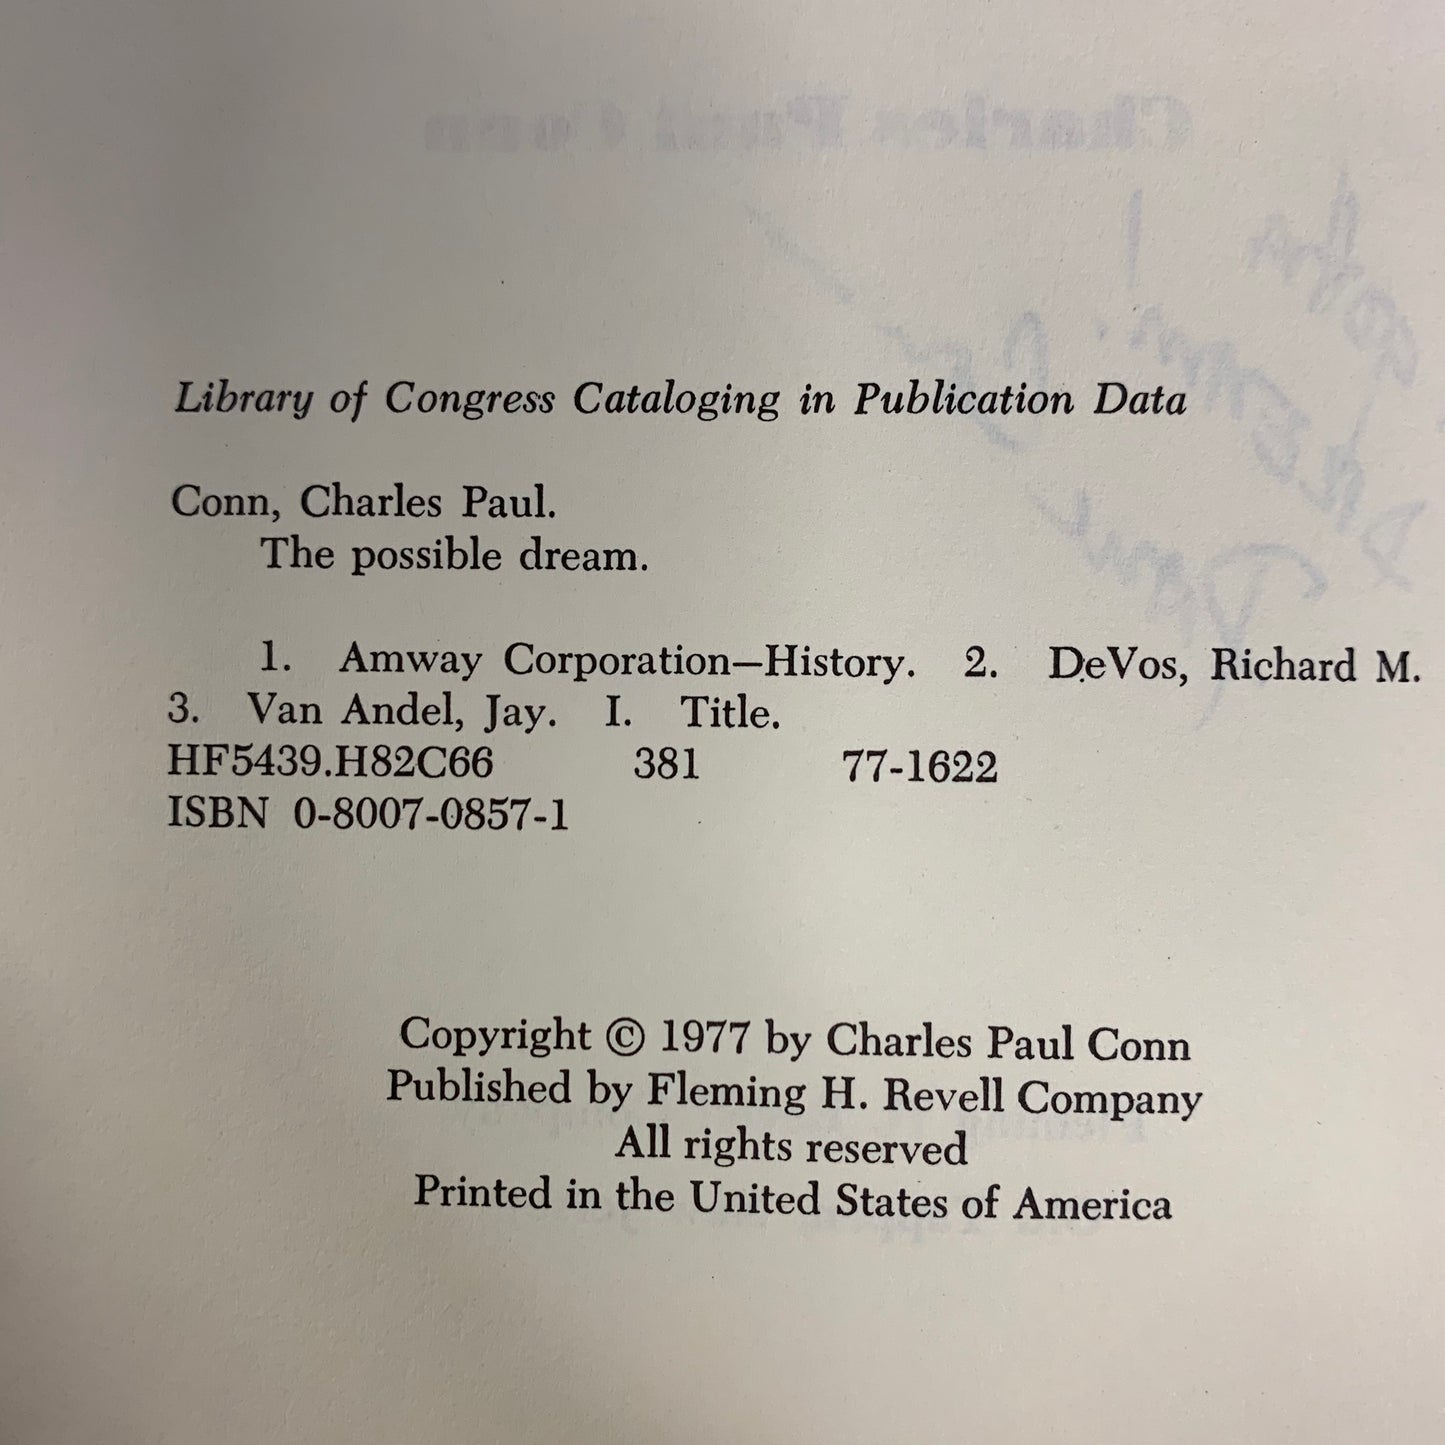 Library of Congress Cataloging in Publication Data
Conn, Charles Paul.
The possible dream.
1. Amway Corporation—History. 2. DeVos, Richard M.
3. Van Andel, Jay. I. Title.
HF5439.H82C66 381 77-1622
ISBN 0-8007-0857-1
Copyright © 1977 by Charles Paul Conn
Published by Fleming H. Revell Company
All rights reserved
Printed in the United States of America